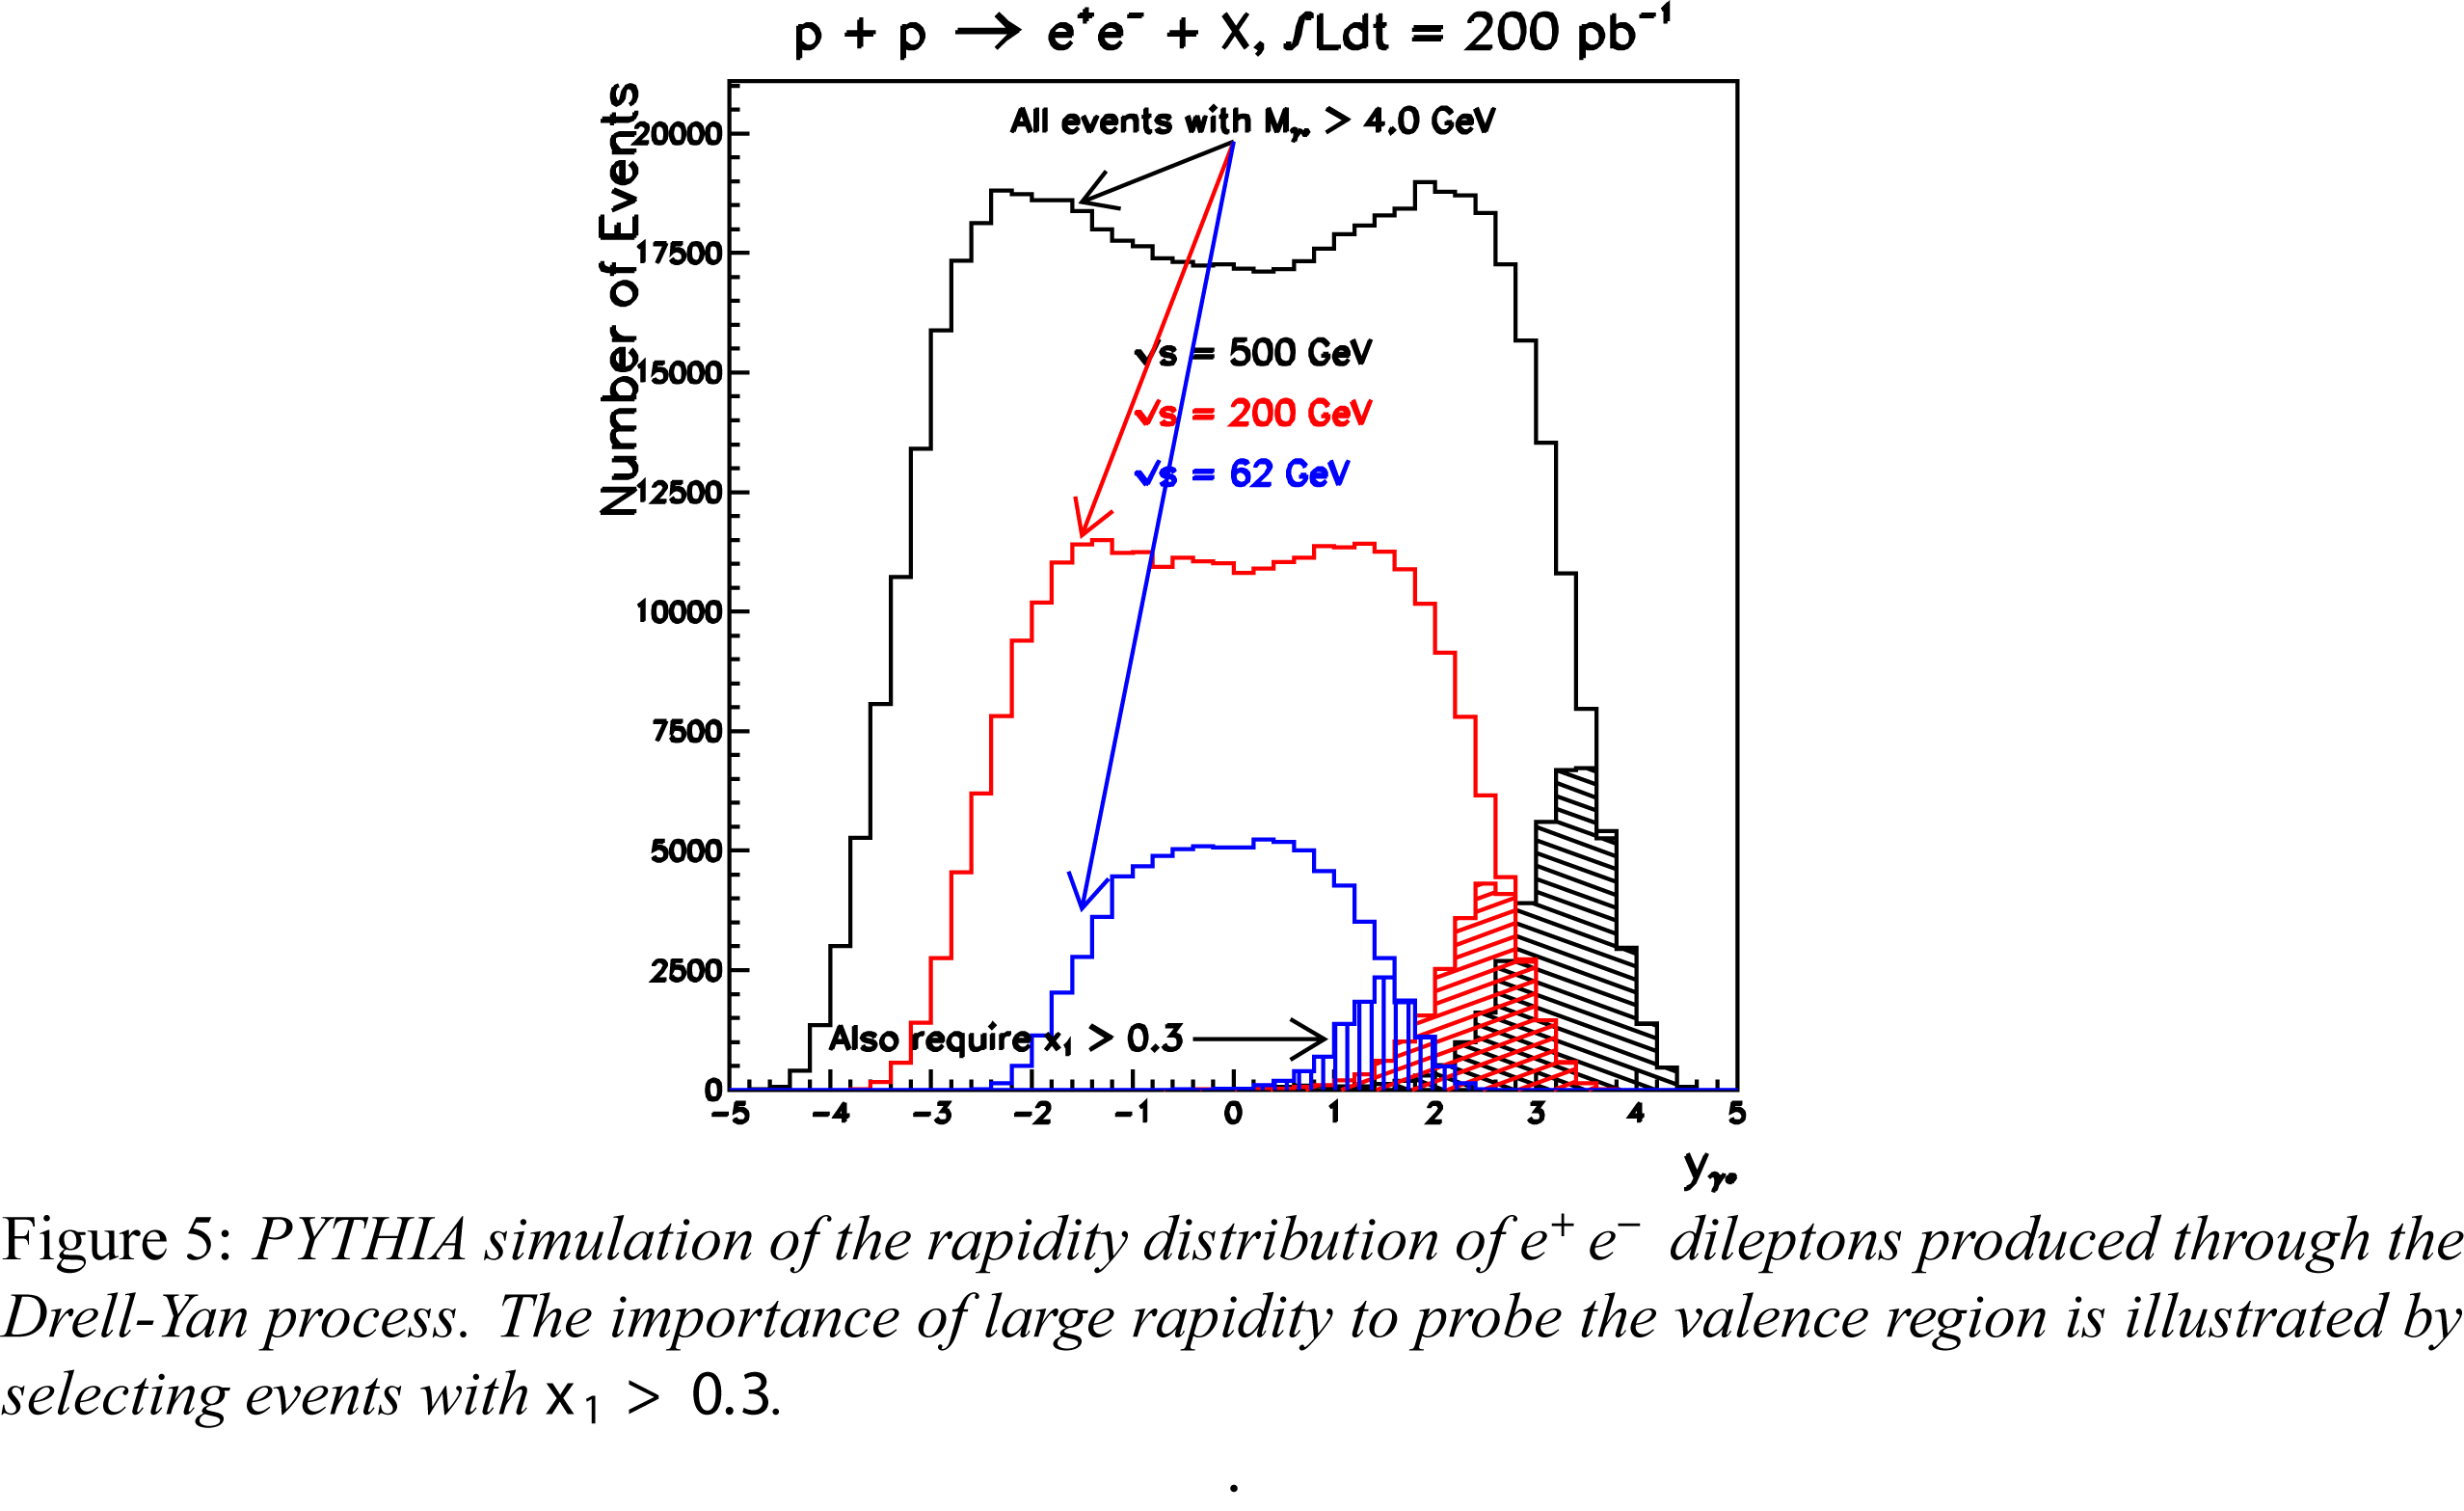 p + p → e⁺e⁻ + X, ∫Ldt = 200 pb⁻¹
Number of Events
All events with Mγ* > 4.0 GeV
√s = 500 GeV
√s = 200 GeV
√s = 62 GeV
Also require x₁ > 0.3
20000
17500
15000
12500
10000
7500
5000
2500
0
−5 −4 −3 −2 −1 0 1 2 3 4 5
yγ*
Figure 5: PYTHIA simulation of the rapidity distribution of e⁺ e⁻ dileptons produced through the
Drell-Yan process. The importance of large rapidity to probe the valence region is illustrated by
selecting events with x₁ > 0.3.
.